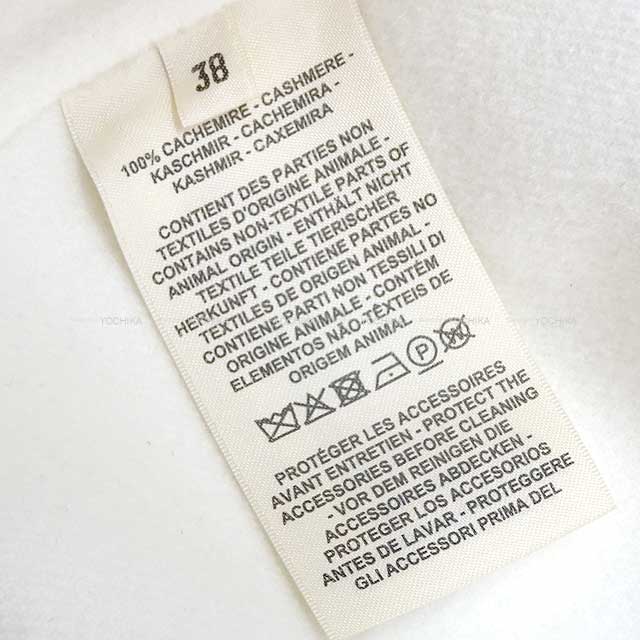 38
100% CACHEMIRE - CASHMERE -
KASCHMIR - CACHEMIRA -
KASHMIR - CAXEMIRA
CONTIENT DES PARTIES NON
TEXTILES D'ORIGINE ANIMALE -
CONTAINS NON-TEXTILE PARTS OF
ANIMAL ORIGIN - ENTHÄLT NICHT
TEXTILE TEILE TIERISCHER
HERKUNFT - CONTIENE PARTES NO
TEXTILES DE ORIGEN ANIMAL -
CONTIENE PARTI NON TESSILI DI
ORIGINE ANIMALE - CONTÉM
ELEMENTOS NÃO-TÊXTEIS DE
ORIGEM ANIMAL
P
PROTÉGER LES ACCESSOIRES
AVANT ENTRETIEN - PROTECT THE
ACCESSORIES BEFORE CLEANING
- VOR DEM REINIGEN DIE
ACCESSOIRES ABDECKEN -
PROTEGER LOS ACCESORIOS
ANTES DE LAVAR - PROTEGGERE
GLI ACCESSORI PRIMA DEL
YOCHIKA
YOCHIKA